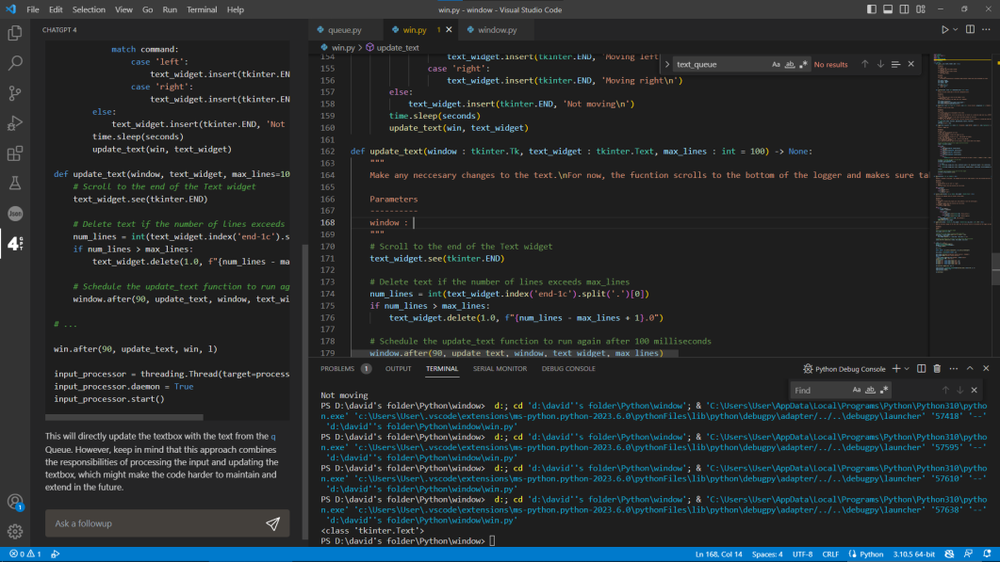 File Edit Selection View Go Run Terminal Help
win.py - window - Visual Studio Code
CHATGPT 4
match command:
case 'left':
text_widget.insert(tkinter.EN
case 'right':
text_widget.insert(tkinter.EN
else:
text_widget.insert(tkinter.END, 'Not
time.sleep(seconds)
update_text(win, text_widget)
def update_text(window, text_widget, max_lines=10
# Scroll to the end of the Text widget
text_widget.see(tkinter.END)
# Delete text if the number of lines exceeds
num_lines = int(text_widget.index('end-1c').s
if num_lines > max_lines:
text_widget.delete(1.0, f"{num_lines - ma
# Schedule the update_text function to run ag
window.after(90, update_text, window, text_wi
# ...
win.after(90, update_text, win, l)
input_processor = threading.Thread(target=process
input_processor.daemon = True
input_processor.start()
This will directly update the textbox with the text from the q
Queue. However, keep in mind that this approach combines
the responsibilities of processing the input and updating the
textbox, which might make the code harder to maintain and
extend in the future.
Ask a followup
queue.py win.py 1 window.py
win.py > update_text
text_queue Aa ab No results
154 text_widget.insert(tkinter.END, 'Moving left
155 case 'right':
156 text_widget.insert(tkinter.END, 'Moving right\n')
157 else:
158 text_widget.insert(tkinter.END, 'Not moving\n')
159 time.sleep(seconds)
160 update_text(win, text_widget)
161
162 def update_text(window : tkinter.Tk, text_widget : tkinter.Text, max_lines : int = 100) -> None:
163 """
164 Make any neccesary changes to the text.\nFor now, the fucntion scrolls to the bottom of the logger and makes sure ta
165
166 Parameters
167 ----------
168 window :
169 """
170 # Scroll to the end of the Text widget
171 text_widget.see(tkinter.END)
172
173 # Delete text if the number of lines exceeds max_lines
174 num_lines = int(text_widget.index('end-1c').split('.')[0])
175 if num_lines > max_lines:
176 text_widget.delete(1.0, f"{num_lines - max_lines + 1}.0")
177
178 # Schedule the update_text function to run again after 100 milliseconds
179 window.after(90, update_text, window, text_widget, max_lines)
PROBLEMS 1 OUTPUT TERMINAL SERIAL MONITOR DEBUG CONSOLE
Python Debug Console
Find Aa ab
Not moving
PS D:\david's folder\Python\window> d:; cd 'd:\david''s folder\Python\window'; & 'C:\Users\User\AppData\Local\Programs\Python\Python310\pytho
n.exe' 'c:\Users\User\.vscode\extensions\ms-python.python-2023.6.0\pythonFiles\lib\python\debugpy\adapter/../..\debugpy\launcher' '57418' '--'
'd:\david''s folder\Python\window\win.py'
PS D:\david's folder\Python\window> d:; cd 'd:\david''s folder\Python\window'; & 'C:\Users\User\AppData\Local\Programs\Python\Python310\pytho
n.exe' 'c:\Users\User\.vscode\extensions\ms-python.python-2023.6.0\pythonFiles\lib\python\debugpy\adapter/../..\debugpy\launcher' '57595' '--'
'd:\david''s folder\Python\window\win.py'
PS D:\david's folder\Python\window> d:; cd 'd:\david''s folder\Python\window'; & 'C:\Users\User\AppData\Local\Programs\Python\Python310\pytho
n.exe' 'c:\Users\User\.vscode\extensions\ms-python.python-2023.6.0\pythonFiles\lib\python\debugpy\adapter/../..\debugpy\launcher' '57610' '--'
'd:\david''s folder\Python\window\win.py'
PS D:\david's folder\Python\window> d:; cd 'd:\david''s folder\Python\window'; & 'C:\Users\User\AppData\Local\Programs\Python\Python310\pytho
n.exe' 'c:\Users\User\.vscode\extensions\ms-python.python-2023.6.0\pythonFiles\lib\python\debugpy\adapter/../..\debugpy\launcher' '57638' '--'
'd:\david''s folder\Python\window\win.py'
<class 'tkinter.Text'>
PS D:\david's folder\Python\window>
0 1 Ln 168, Col 14 Spaces: 4 UTF-8 CRLF Python 3.10.5 64-bit